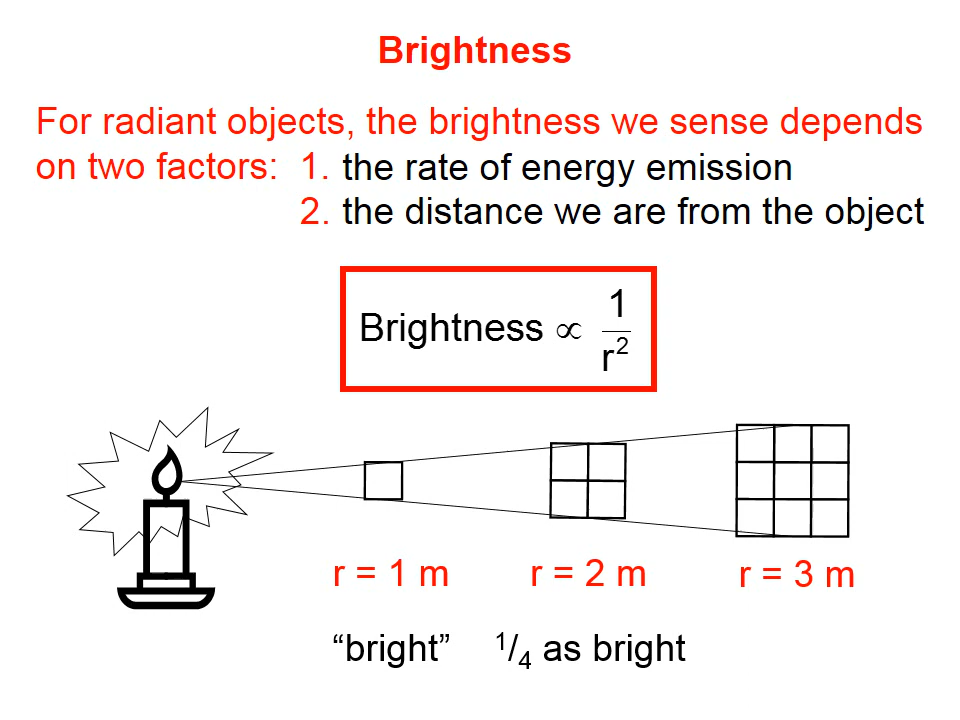 Brightness
For radiant objects, the brightness we sense depends
on two factors: 1. the rate of energy emission
2. the distance we are from the object
Brightness ∝ 1/r²
r = 1 m r = 2 m r = 3 m
“bright” 1/4 as bright